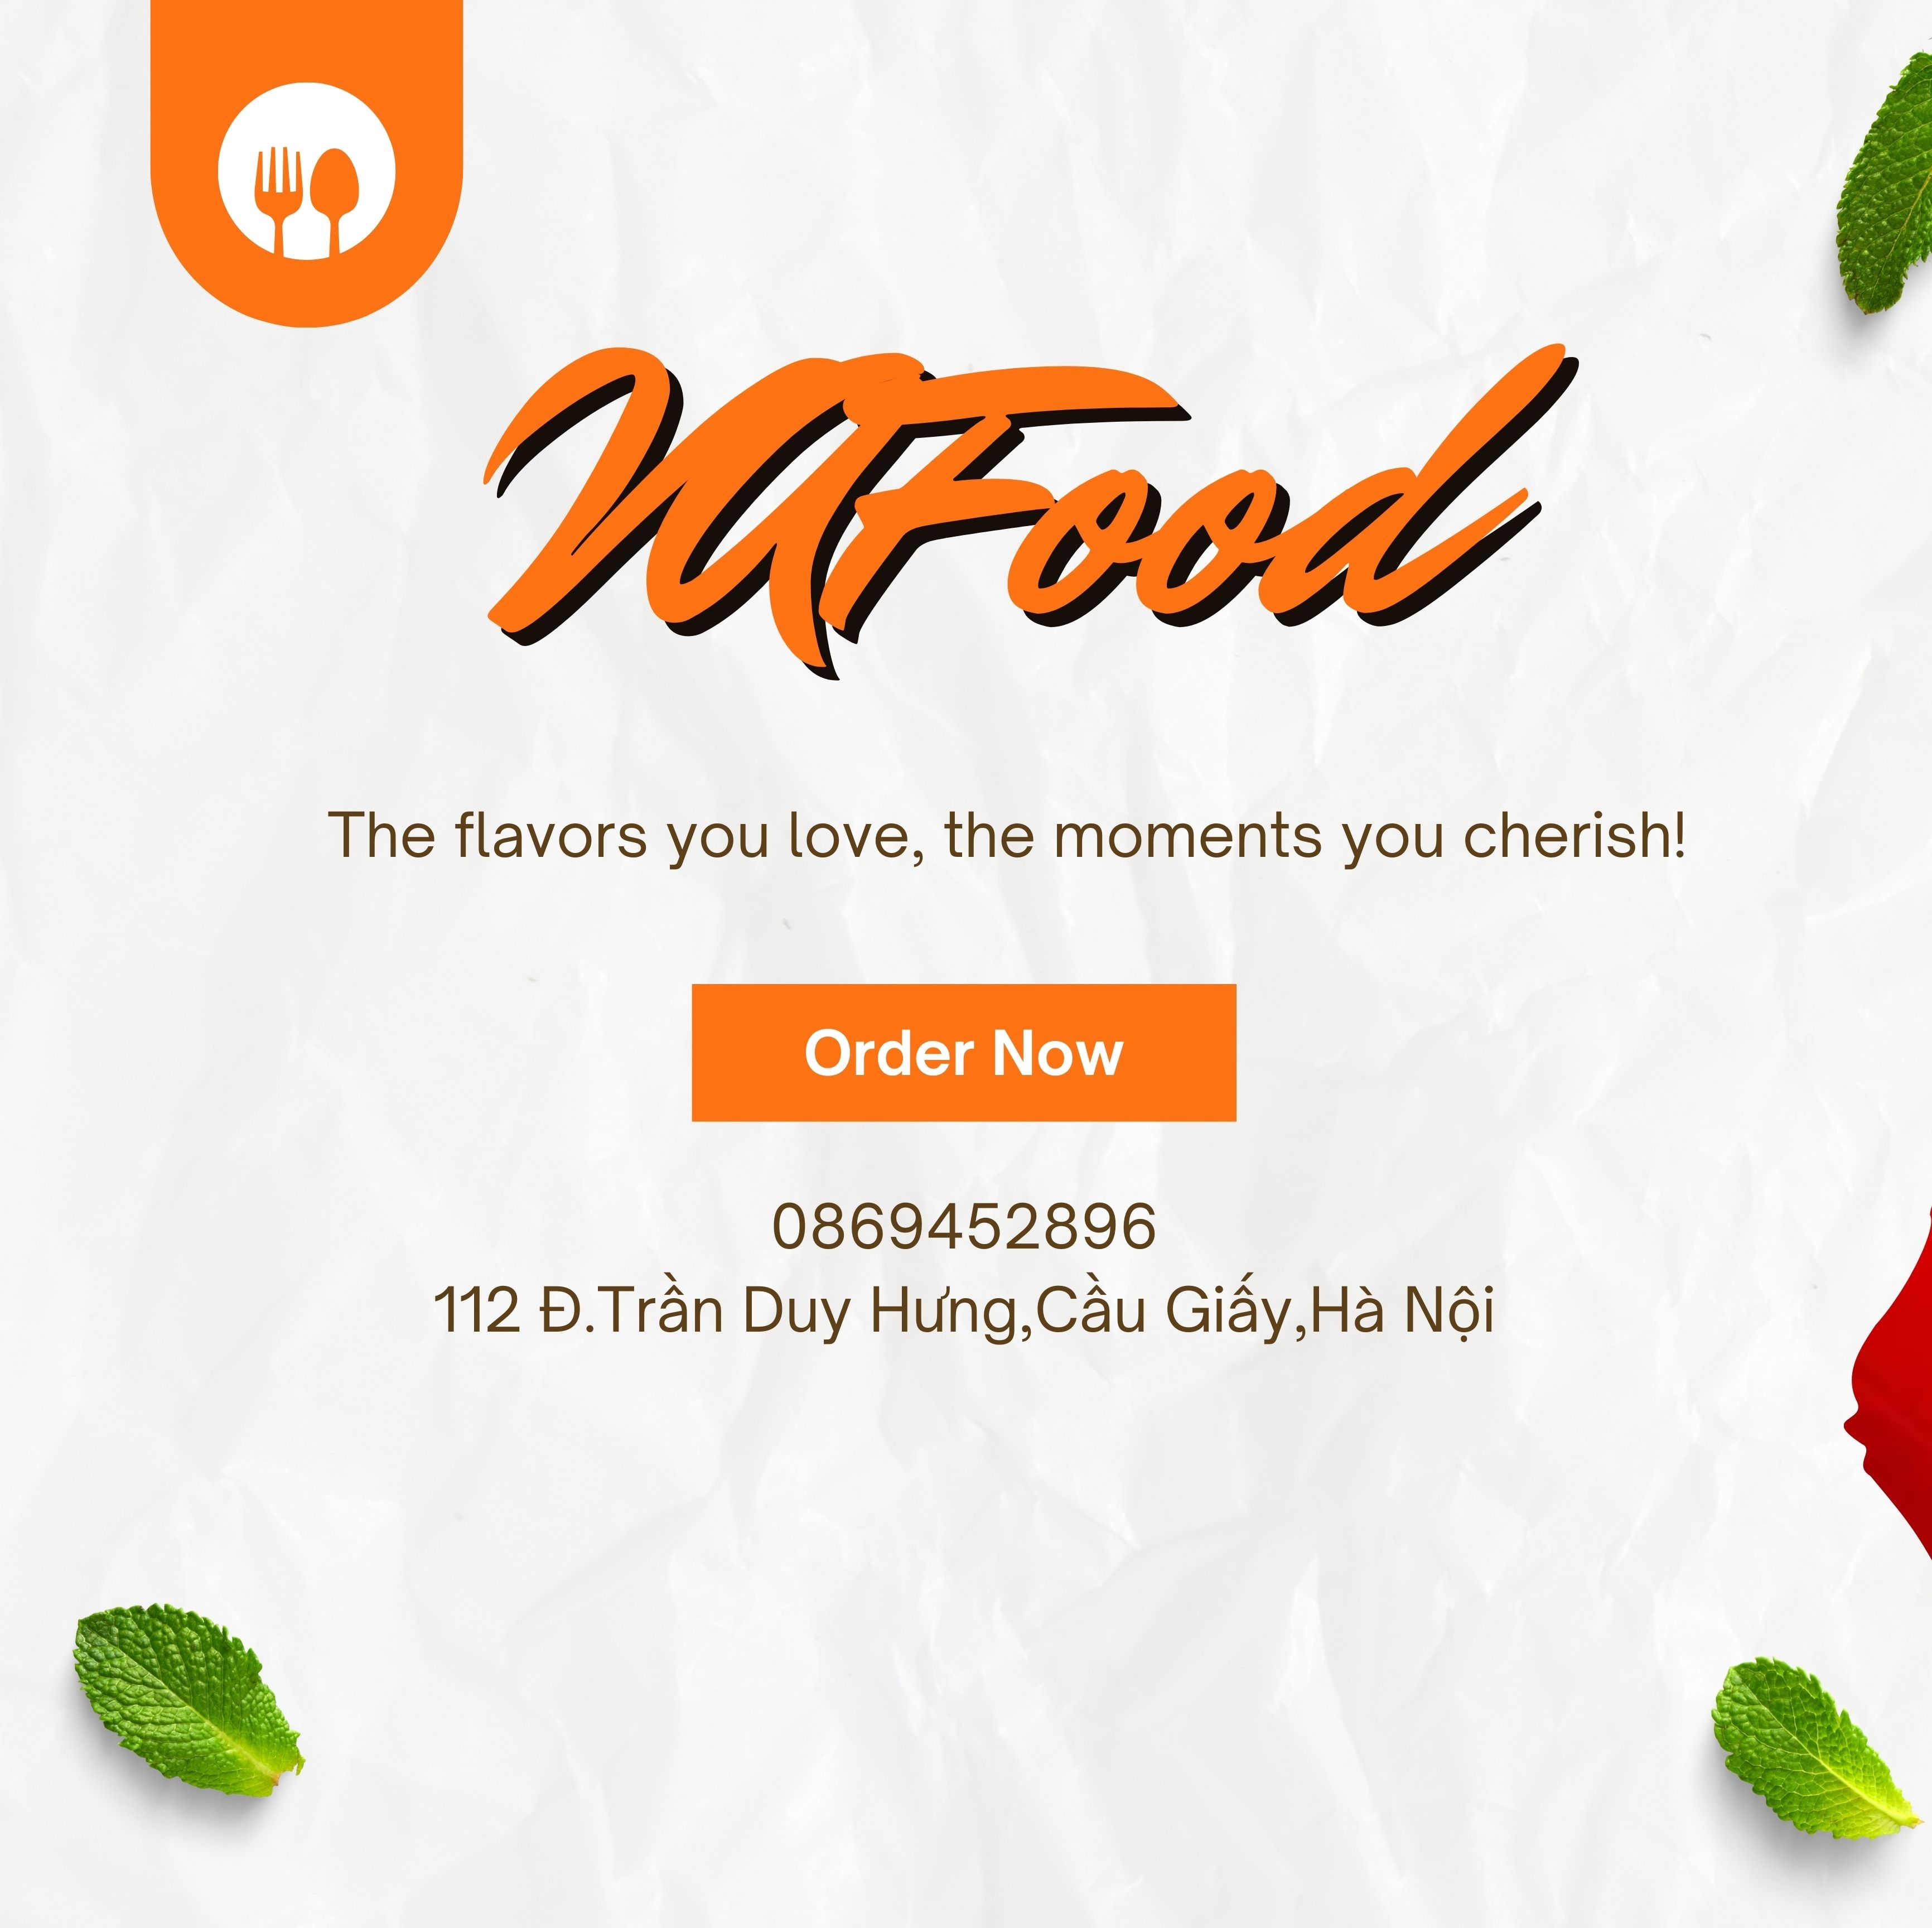 MFood
The flavors you love, the moments you cherish!
Order Now
0869452896
112 Đ.Trần Duy Hưng,Cầu Giấy,Hà Nội